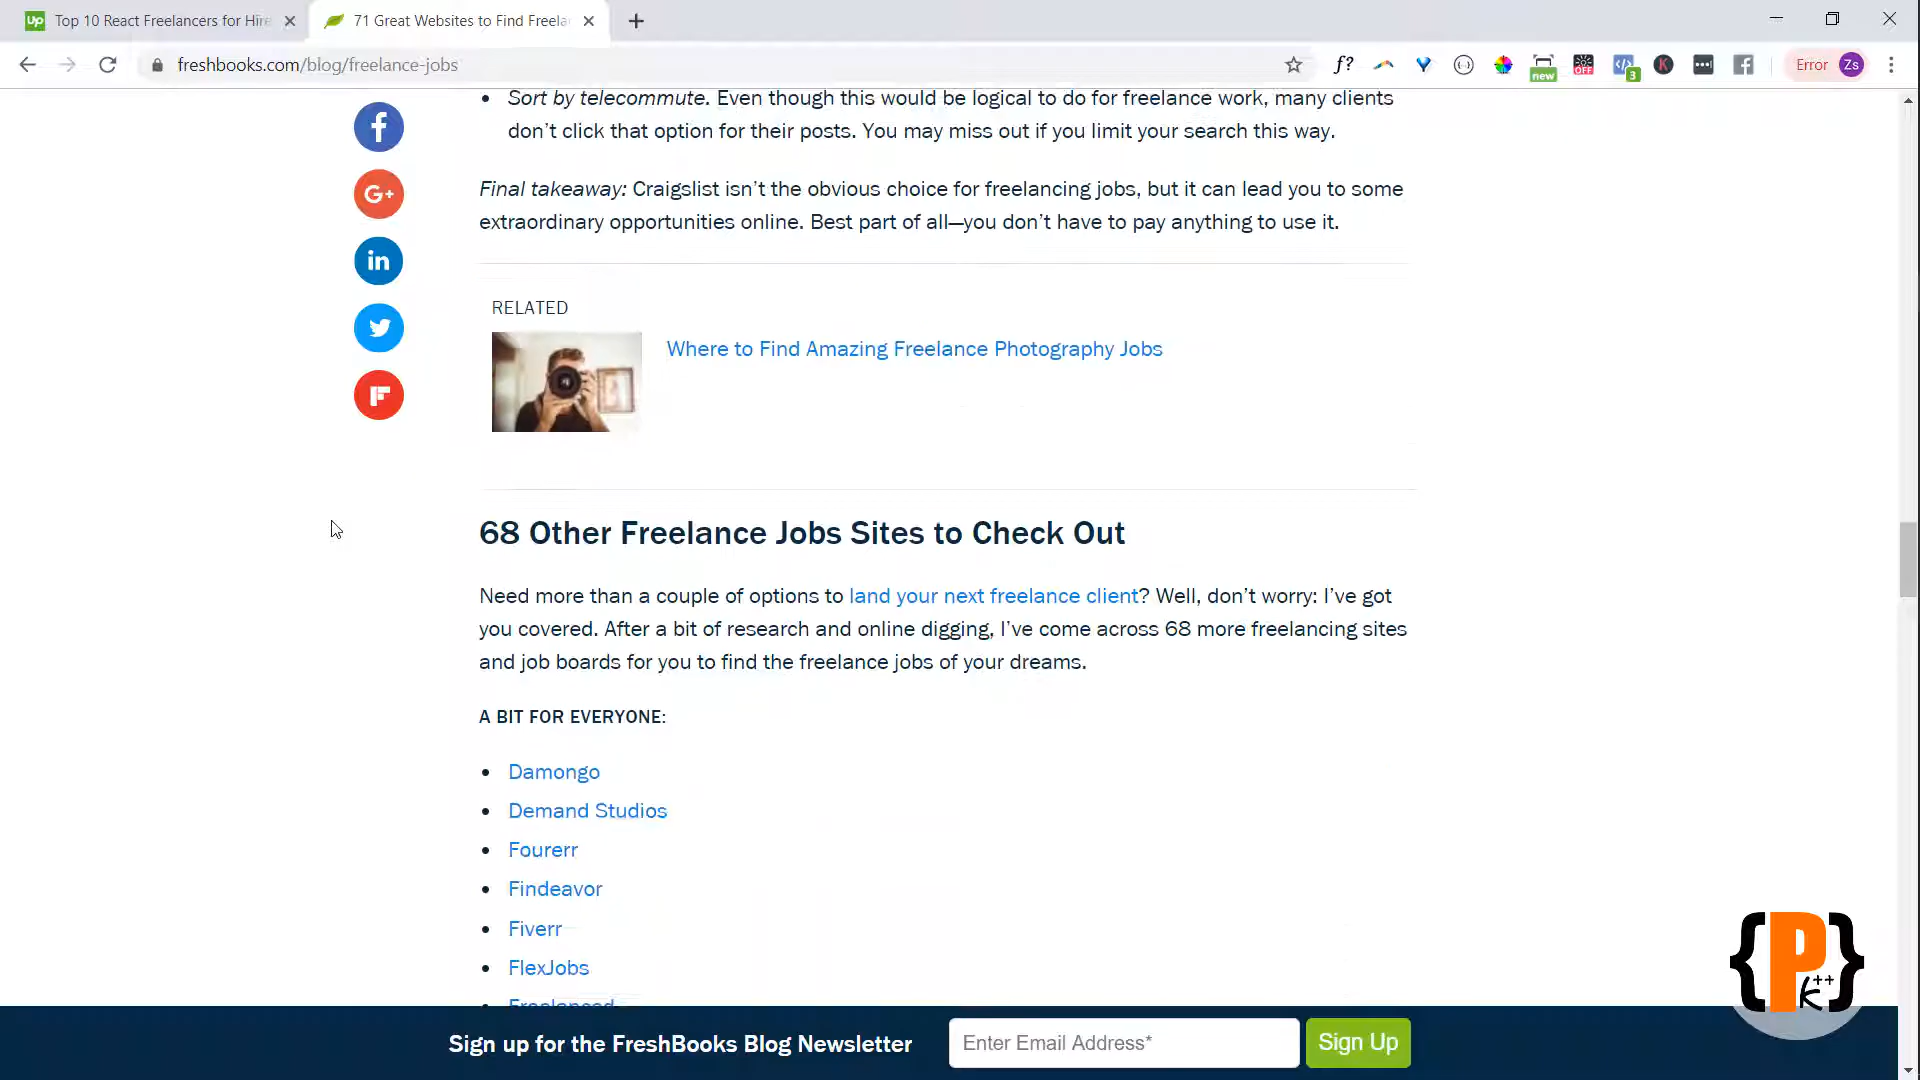 Up Top 10 React Freelancers for Hire
71 Great Websites to Find Freela
freshbooks.com/blog/freelance-jobs
f?
new
OFF
3
K
Error Zs
Sort by telecommute. Even though this would be logical to do for freelance work, many clients
don’t click that option for their posts. You may miss out if you limit your search this way.
Final takeaway: Craigslist isn’t the obvious choice for freelancing jobs, but it can lead you to some
extraordinary opportunities online. Best part of all—you don’t have to pay anything to use it.
G+
in
RELATED
Where to Find Amazing Freelance Photography Jobs
68 Other Freelance Jobs Sites to Check Out
Need more than a couple of options to land your next freelance client? Well, don’t worry: I’ve got
you covered. After a bit of research and online digging, I’ve come across 68 more freelancing sites
and job boards for you to find the freelance jobs of your dreams.
A BIT FOR EVERYONE:
Damongo
Demand Studios
Fourerr
Findeavor
Fiverr
FlexJobs
Freelanced
Sign up for the FreshBooks Blog Newsletter
Enter Email Address*
Sign Up
{Pk++}